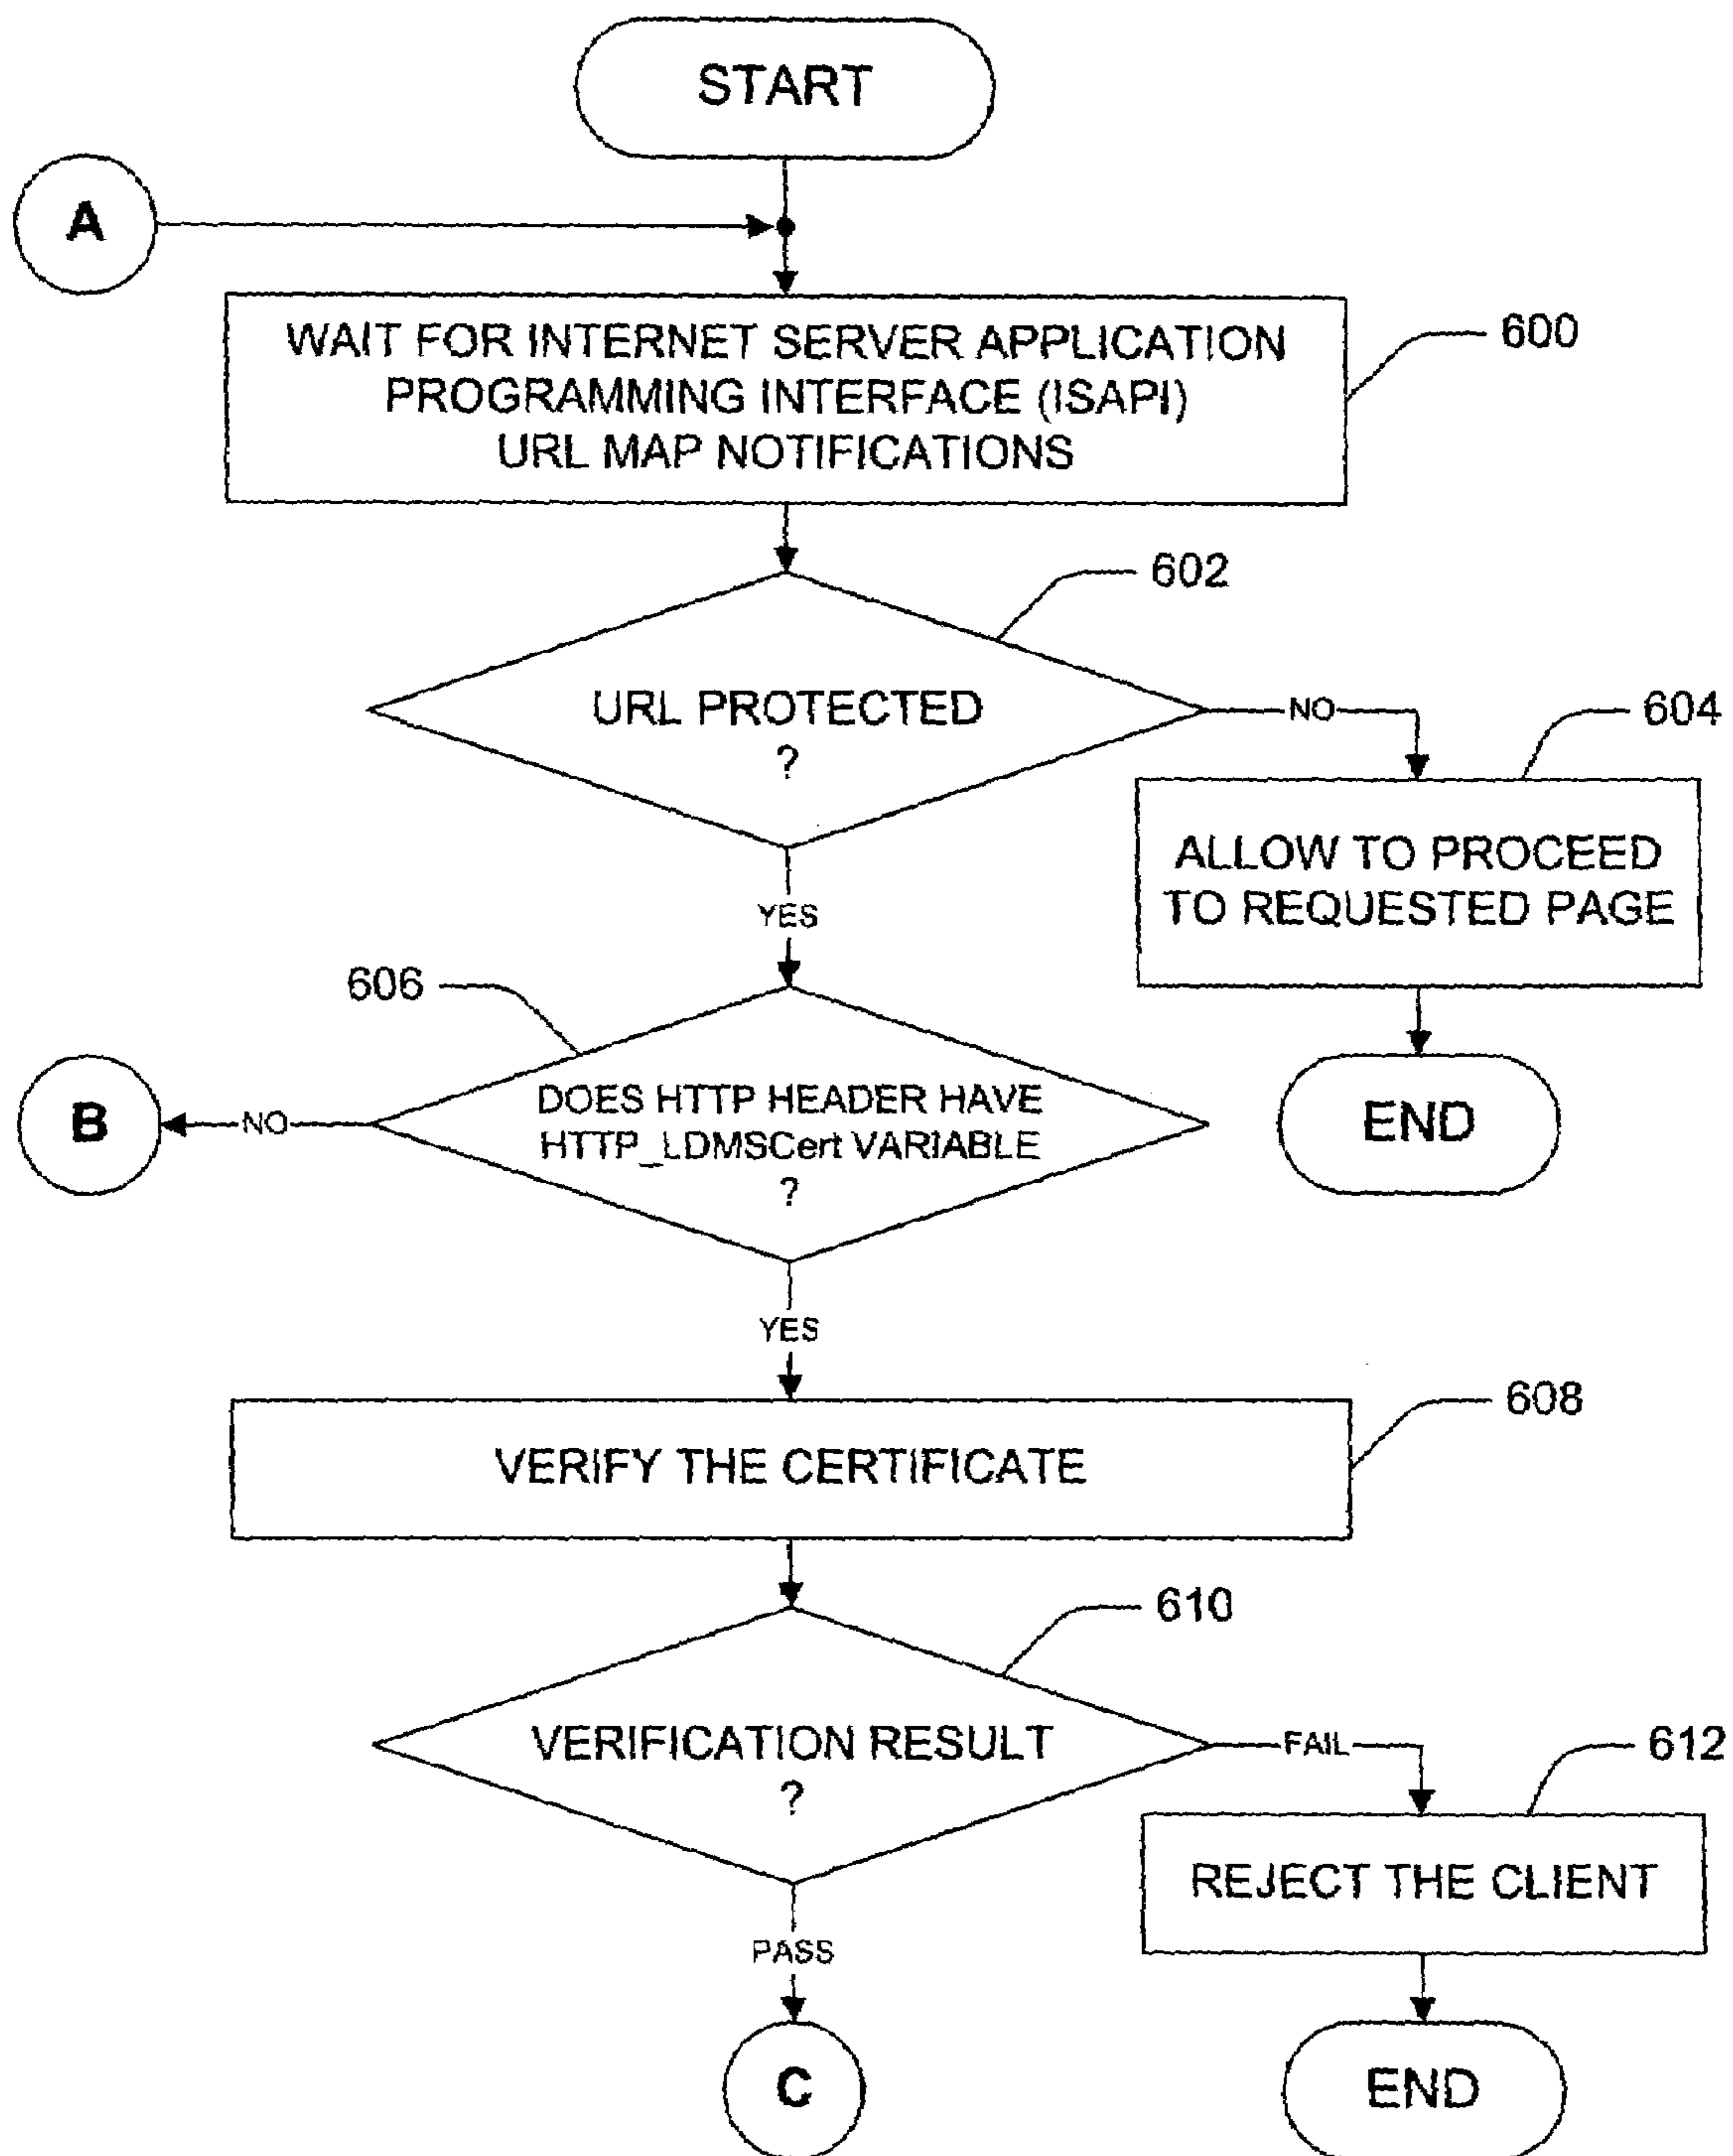 START
A
WAIT FOR INTERNET SERVER APPLICATION
PROGRAMMING INTERFACE (ISAPI)
URL MAP NOTIFICATIONS
600
602
URL PROTECTED
?
NO
604
ALLOW TO PROCEED
TO REQUESTED PAGE
YES
END
606
DOES HTTP HEADER HAVE
HTTP_LDMSCert VARIABLE
?
NO
B
YES
608
VERIFY THE CERTIFICATE
610
VERIFICATION RESULT
?
FAIL
612
REJECT THE CLIENT
PASS
C
END